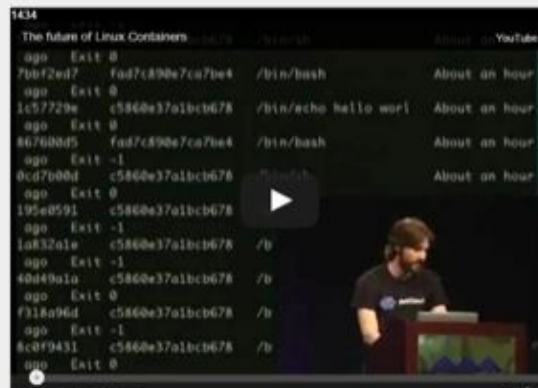 1434
The future of Linux Containers
YouTube
ago Exit 0
7bbf2ed7 fad7c890e7ca7be4 /bin/bash About an hour
ago Exit 0
1c57729e c5860e37a1bcb678 /bin/echo hello worl About an hour
ago Exit 0
867600d5 fad7c890e7ca7be4 /bin/bash About an hour
ago Exit -1
0cd7b00d c5860e37a1bcb678 About an hour
ago Exit 0
195e0591 c5860e37a1bcb678
ago Exit -1
1a832a1e c5860e37a1bcb678 /b
ago Exit -1
40d49a1a c5860e37a1bcb678 /b
ago Exit 0
f318a96d c5860e37a1bcb678 /b
ago Exit -1
8c0f9431 c5860e37a1bcb678 /b
ago Exit 0